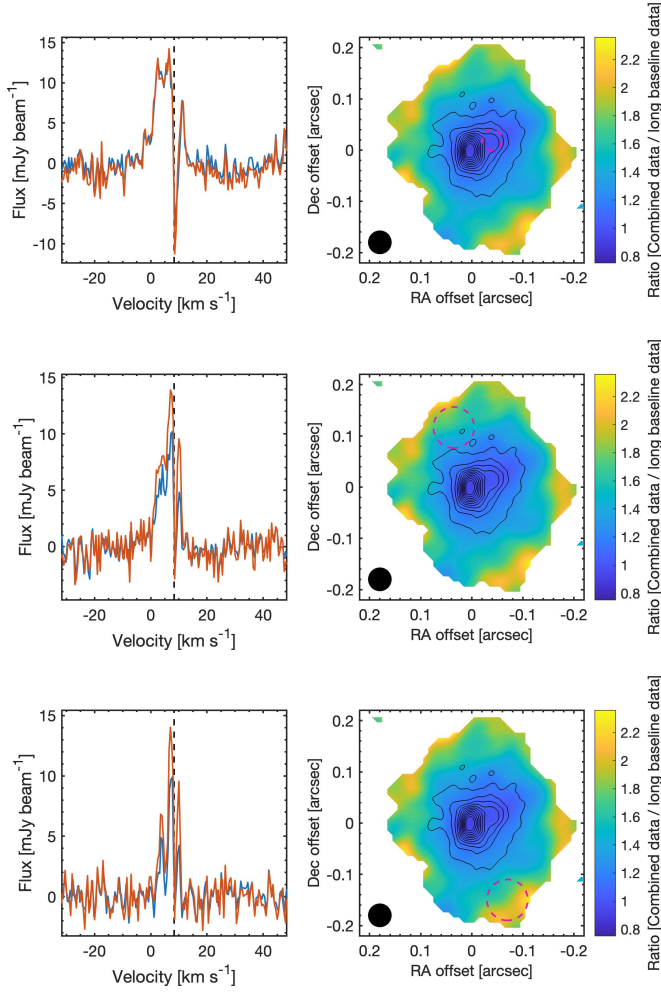 15
10
5
0
-5
-10
Flux [mJy beam⁻¹]
-20 0 20 40
Velocity [km s⁻¹]
0.2
0.1
0
-0.1
-0.2
Dec offset [arcsec]
0.2 0.1 0 -0.1 -0.2
RA offset [arcsec]
2.2
2
1.8
1.6
1.4
1.2
1
0.8
Ratio [Combined data / long baseline data]
15
10
5
0
Flux [mJy beam⁻¹]
-20 0 20 40
Velocity [km s⁻¹]
0.2
0.1
0
-0.1
-0.2
Dec offset [arcsec]
0.2 0.1 0 -0.1 -0.2
RA offset [arcsec]
2.2
2
1.8
1.6
1.4
1.2
1
0.8
Ratio [Combined data / long baseline data]
15
10
5
0
Flux [mJy beam⁻¹]
-20 0 20 40
Velocity [km s⁻¹]
0.2
0.1
0
-0.1
-0.2
Dec offset [arcsec]
0.2 0.1 0 -0.1 -0.2
RA offset [arcsec]
2.2
2
1.8
1.6
1.4
1.2
1
0.8
Ratio [Combined data / long baseline data]